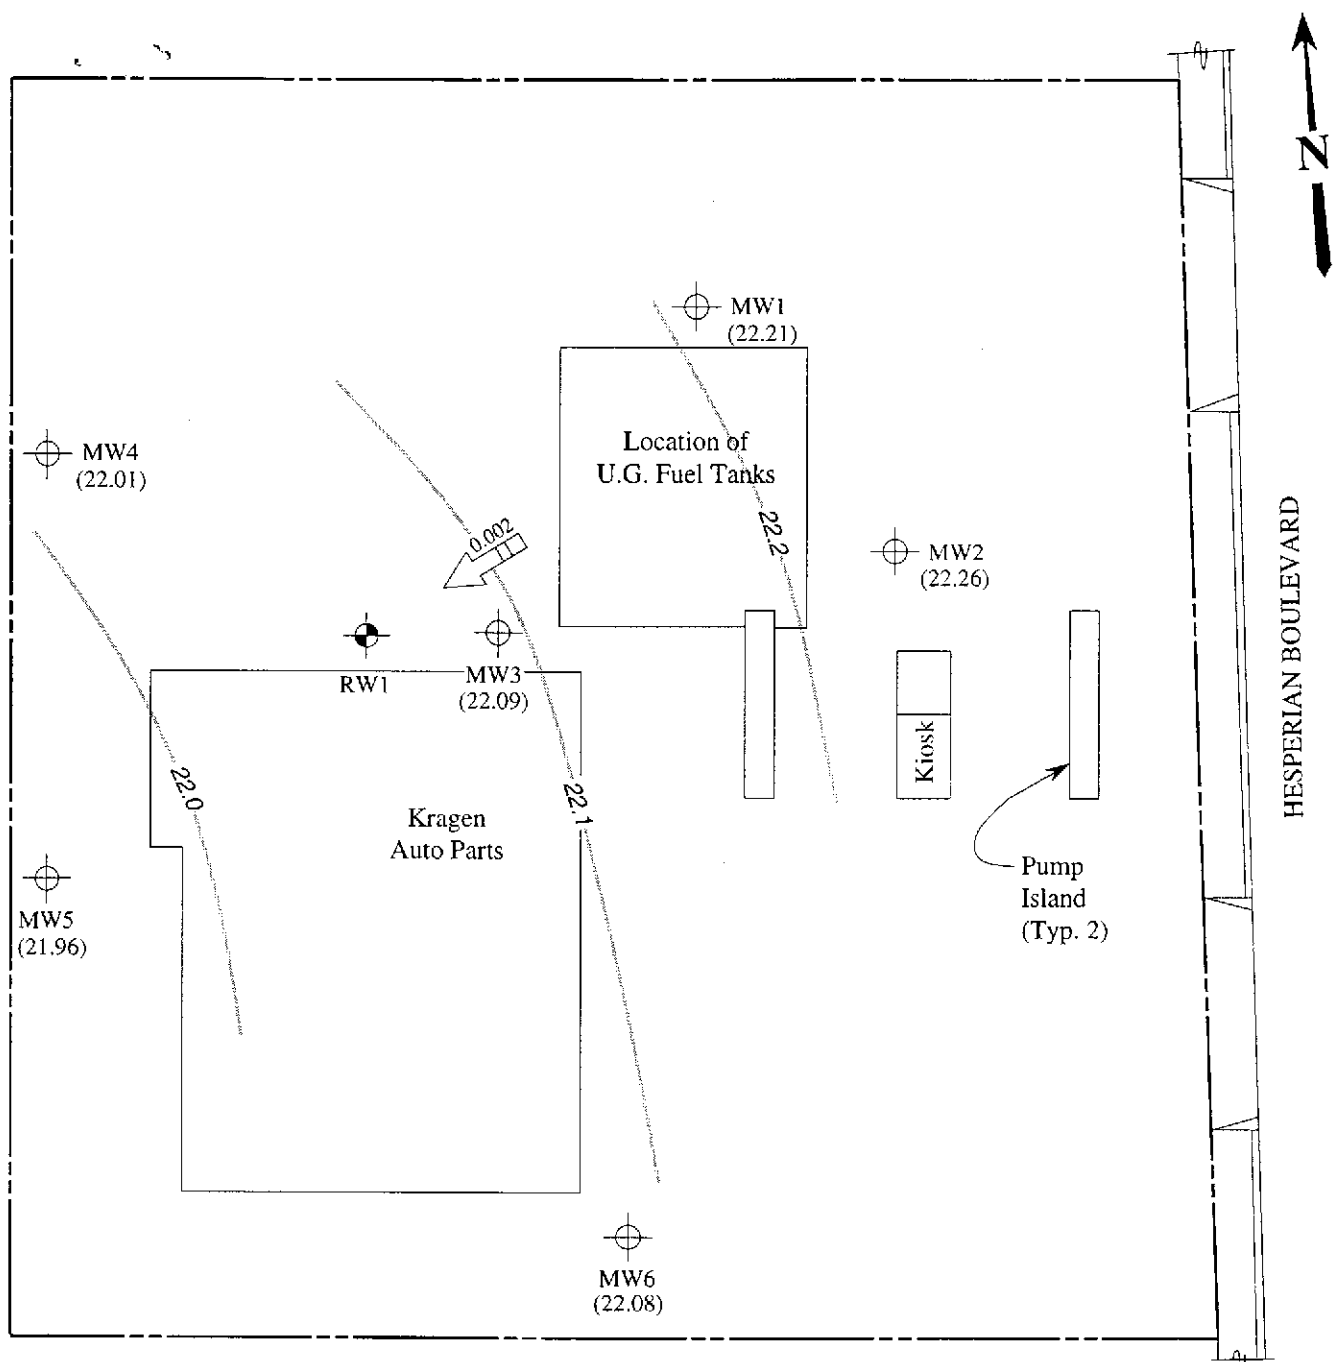 N
MW1
(22.21)
Location of
U.G. Fuel Tanks
MW4
(22.01)
0.002
22.2
MW2
(22.26)
HESPERIAN BOULEVARD
RW1
MW3
(22.09)
22.0
22.1
Kiosk
Kragen
Auto Parts
Pump
Island
(Typ. 2)
MW5
(21.96)
MW6
(22.08)